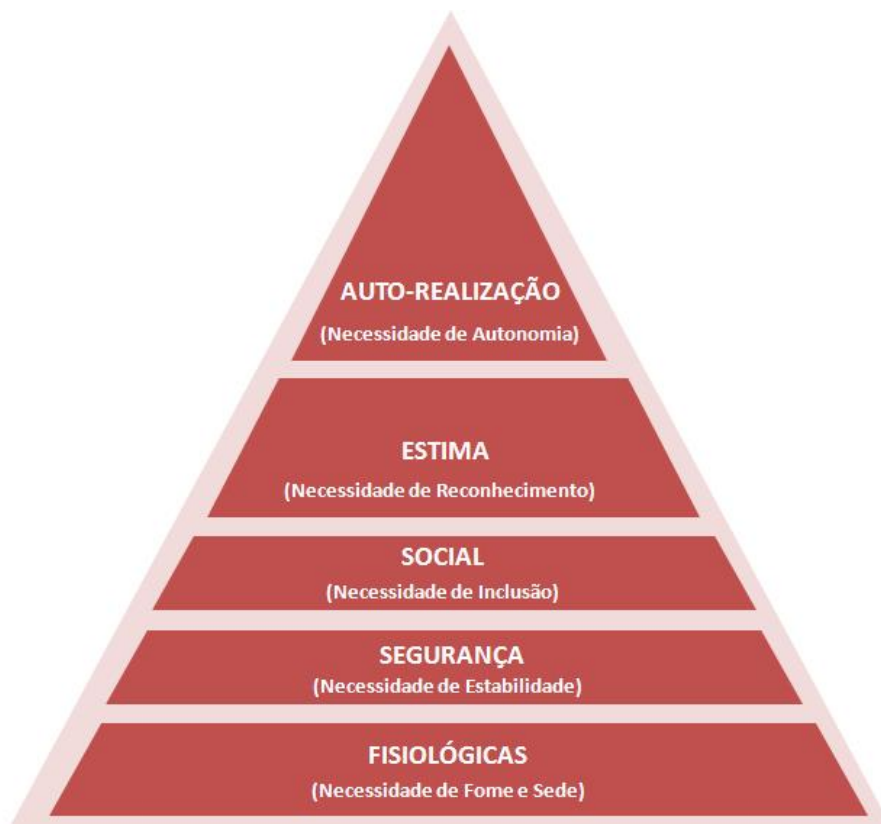 AUTO-REALIZAÇÃO
(Necessidade de Autonomia)
ESTIMA
(Necessidade de Reconhecimento)
SOCIAL
(Necessidade de Inclusão)
SEGURANÇA
(Necessidade de Estabilidade)
FISIOLÓGICAS
(Necessidade de Fome e Sede)